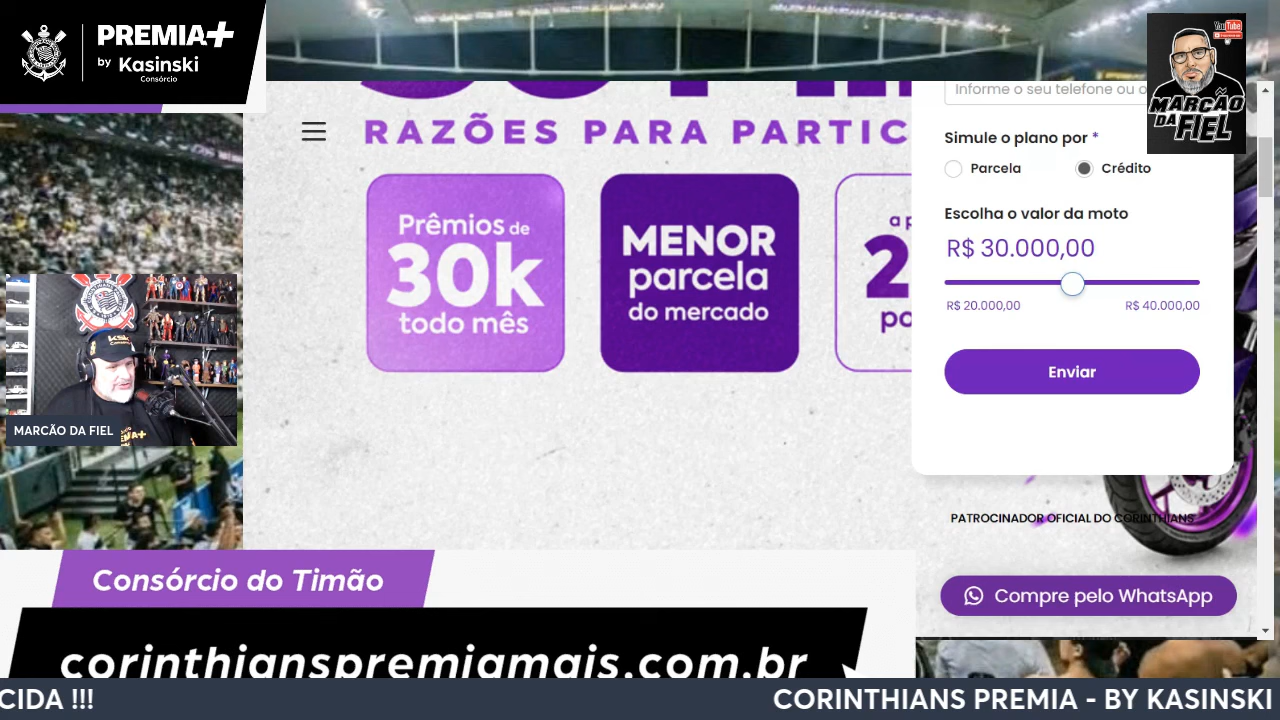 PREMIA+
by Kasinski
Consórcio
YouTube
MARCÃO
DA FIEL
RAZÕES PARA PARTIC
Prêmios de
30k
todo mês
MENOR
parcela
do mercado
a p
2
po
Informe o seu telefone ou o
Simule o plano por *
Parcela
Crédito
Escolha o valor da moto
R$ 30.000,00
R$ 20.000,00
R$ 40.000,00
Enviar
PATROCINADOR OFICIAL DO CORINTHIANS
Compre pelo WhatsApp
MARCÃO DA FIEL
Consórcio do Timão
corinthianspremiamais.com.br
CIDA !!!
CORINTHIANS PREMIA - BY KASINSKI